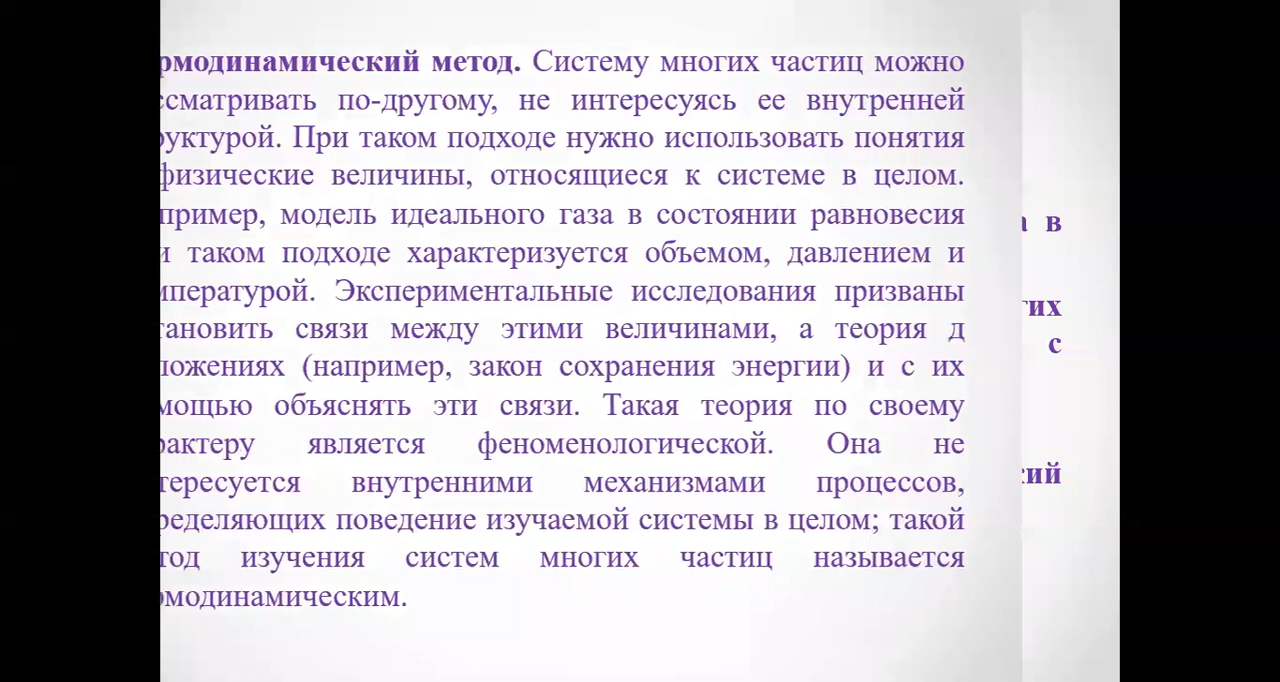 рмодинамический метод. Систему многих частиц можно
сматривать по-другому, не интересуясь ее внутренней
руктурой. При таком подходе нужно использовать понятия
физические величины, относящиеся к системе в целом.
пример, модель идеального газа в состоянии равновесия
и таком подходе характеризуется объемом, давлением и
мпературой. Экспериментальные исследования призваны
тановить связи между этими величинами, а теория д
ложениях (например, закон сохранения энергии) и с их
мощью объяснять эти связи. Такая теория по своему
рактеру является феноменологической. Она не
тересуется внутренними механизмами процессов,
ределяющих поведение изучаемой системы в целом; такой
тод изучения систем многих частиц называется
рмодинамическим.
а в
гих
с
кий